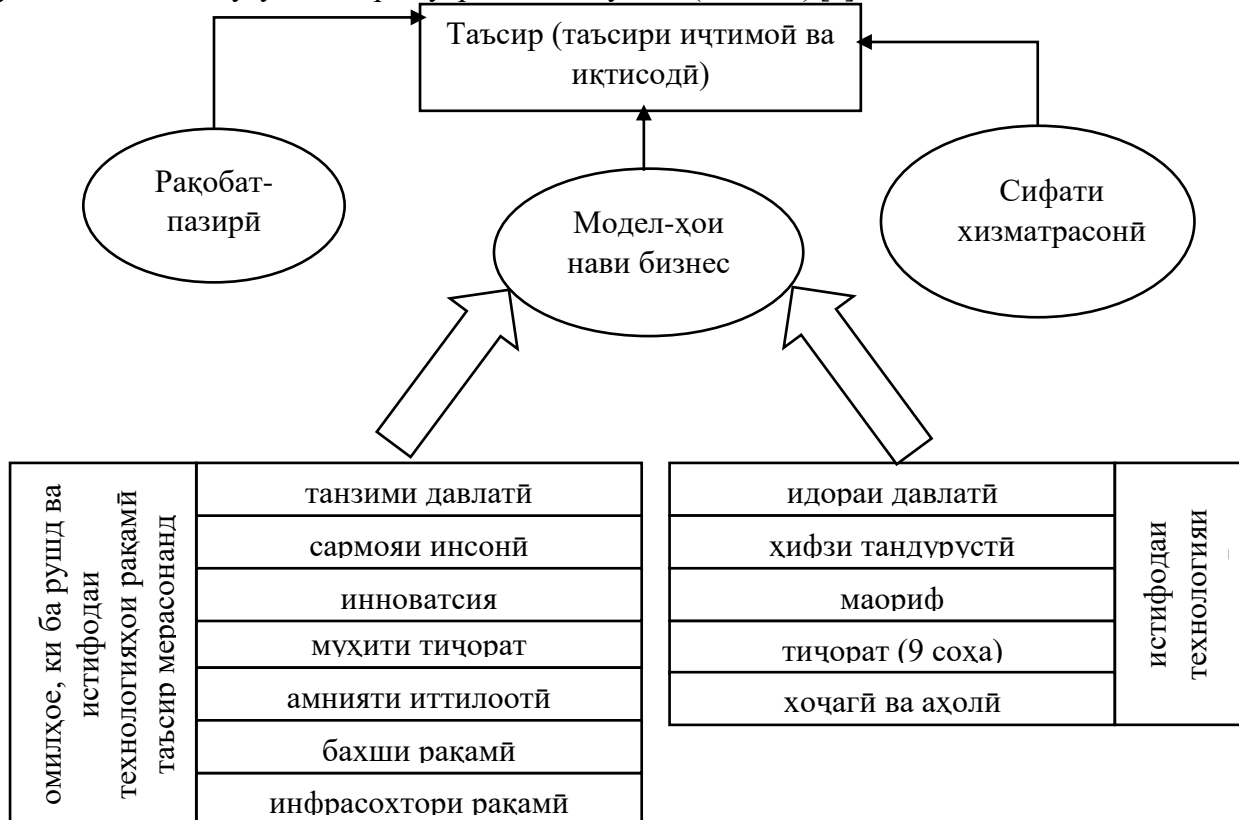 Таъсир (таъсири иҷтимоӣ ва
иқтисодӣ)
Рақобат-
пазирӣ
Модел-ҳои
нави бизнес
Сифати
хизматрасонӣ
омилҳое, ки ба рушд ва
истифодаи
технологияҳои рақамӣ
таъсир мерасонанд
танзими давлатӣ
сармояи инсонӣ
инноватсия
муҳити тиҷорат
амнияти иттилоотӣ
бахши рақамӣ
инфрасохтори рақамӣ
идораи давлатӣ
ҳифзи тандурустӣ
маориф
тиҷорат (9 соҳа)
хоҷагӣ ва аҳолӣ
истифодаи
технологияи